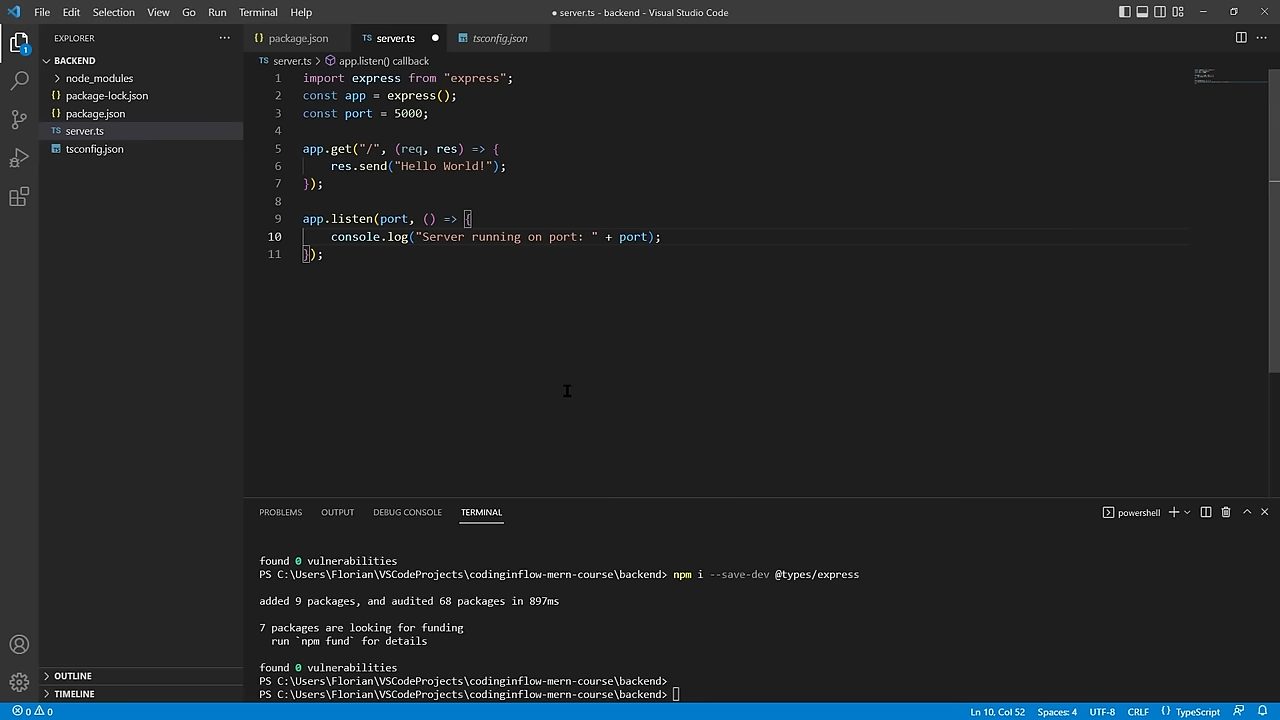 File Edit Selection View Go Run Terminal Help
● server.ts - backend - Visual Studio Code
EXPLORER ···
{} package.json
TS server.ts ●
tsconfig.json
1
BACKEND
node_modules
{} package-lock.json
{} package.json
TS server.ts
tsconfig.json
TS server.ts > app.listen() callback
1 import express from "express";
2 const app = express();
3 const port = 5000;
4
5 app.get("/", (req, res) => {
6 res.send("Hello World!");
7 });
8
9 app.listen(port, () => {
10 console.log("Server running on port: " + port);
11 });
PROBLEMS OUTPUT DEBUG CONSOLE TERMINAL
powershell
found 0 vulnerabilities
PS C:\Users\Florian\VSCodeProjects\codinginflow-mern-course\backend> npm i --save-dev @types/express
added 9 packages, and audited 68 packages in 897ms
7 packages are looking for funding
run `npm fund` for details
found 0 vulnerabilities
PS C:\Users\Florian\VSCodeProjects\codinginflow-mern-course\backend>
PS C:\Users\Florian\VSCodeProjects\codinginflow-mern-course\backend>
OUTLINE
TIMELINE
0 0
Ln 10, Col 52 Spaces: 4 UTF-8 CRLF {} TypeScript